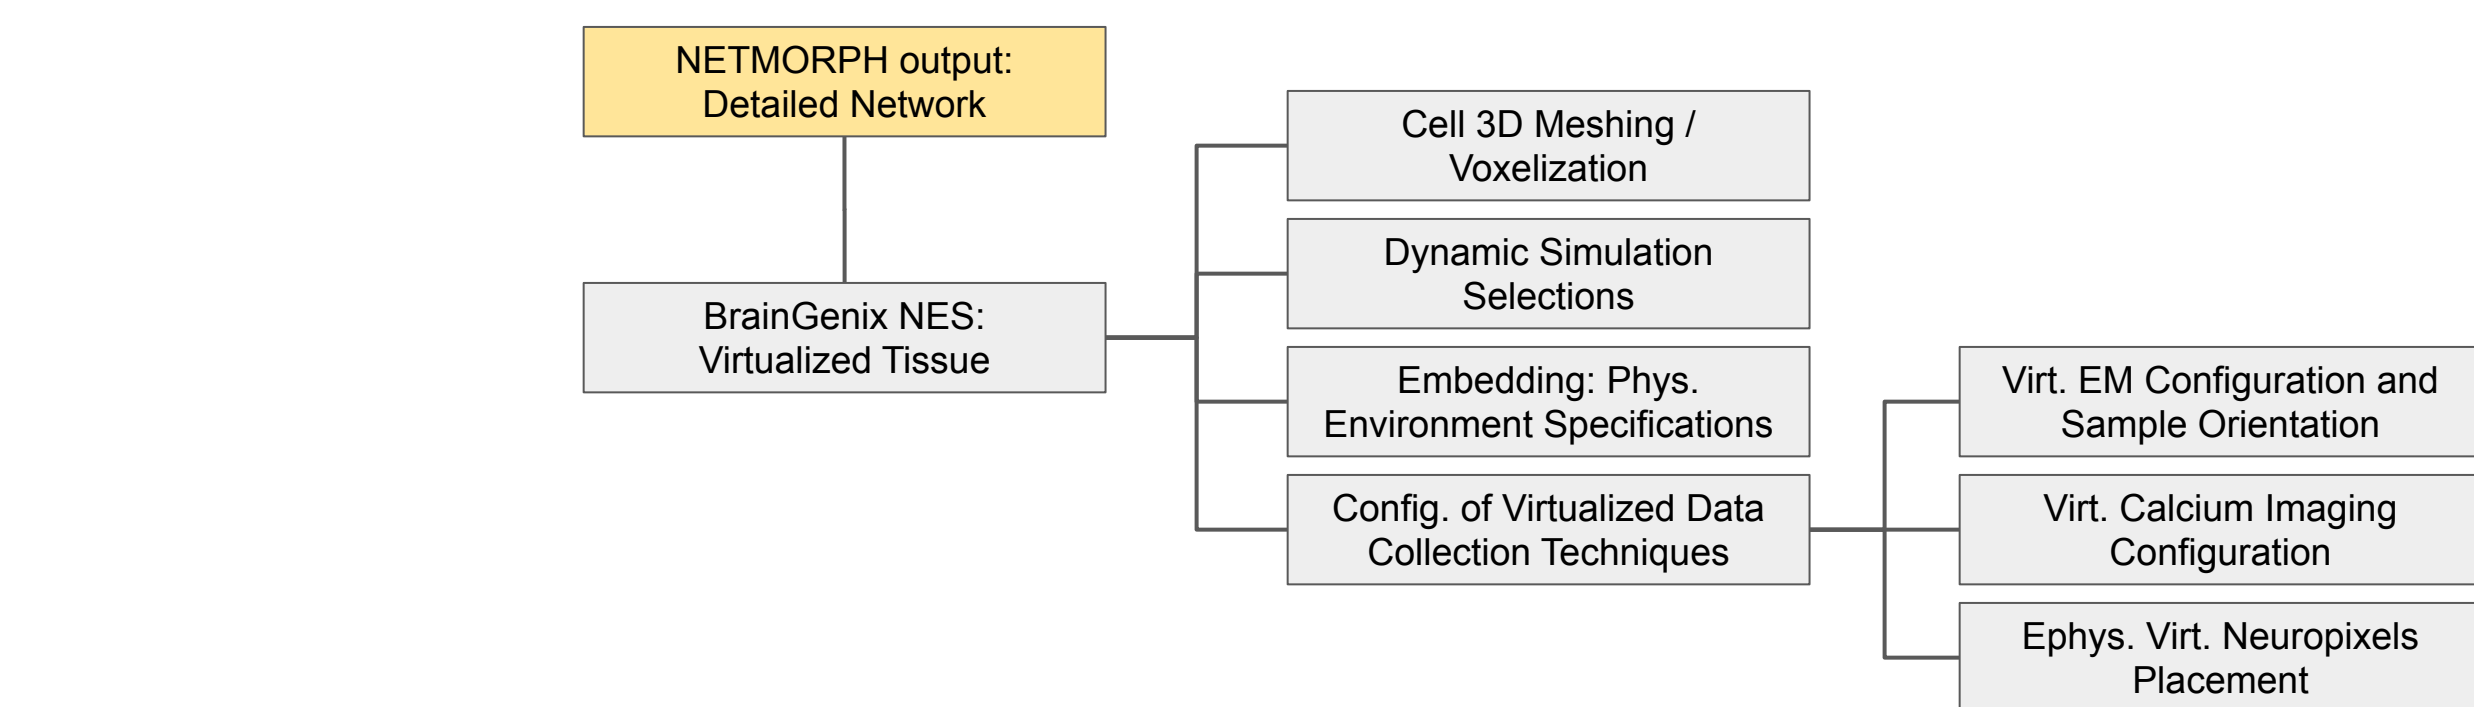 NETMORPH output:
Detailed Network
BrainGenix NES:
Virtualized Tissue
Cell 3D Meshing /
Voxelization
Dynamic Simulation
Selections
Embedding: Phys.
Environment Specifications
Config. of Virtualized Data
Collection Techniques
Virt. EM Configuration and
Sample Orientation
Virt. Calcium Imaging
Configuration
Ephys. Virt. Neuropixels
Placement